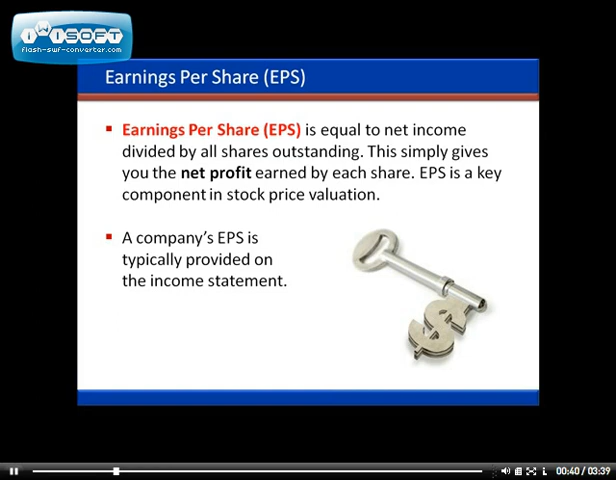 iWiSOFT
flash-swf-converter.com
Earnings Per Share (EPS)
Earnings Per Share (EPS) is equal to net income
divided by all shares outstanding. This simply gives
you the net profit earned by each share. EPS is a key
component in stock price valuation.
A company's EPS is
typically provided on
the income statement.
$
00:40 / 03:39